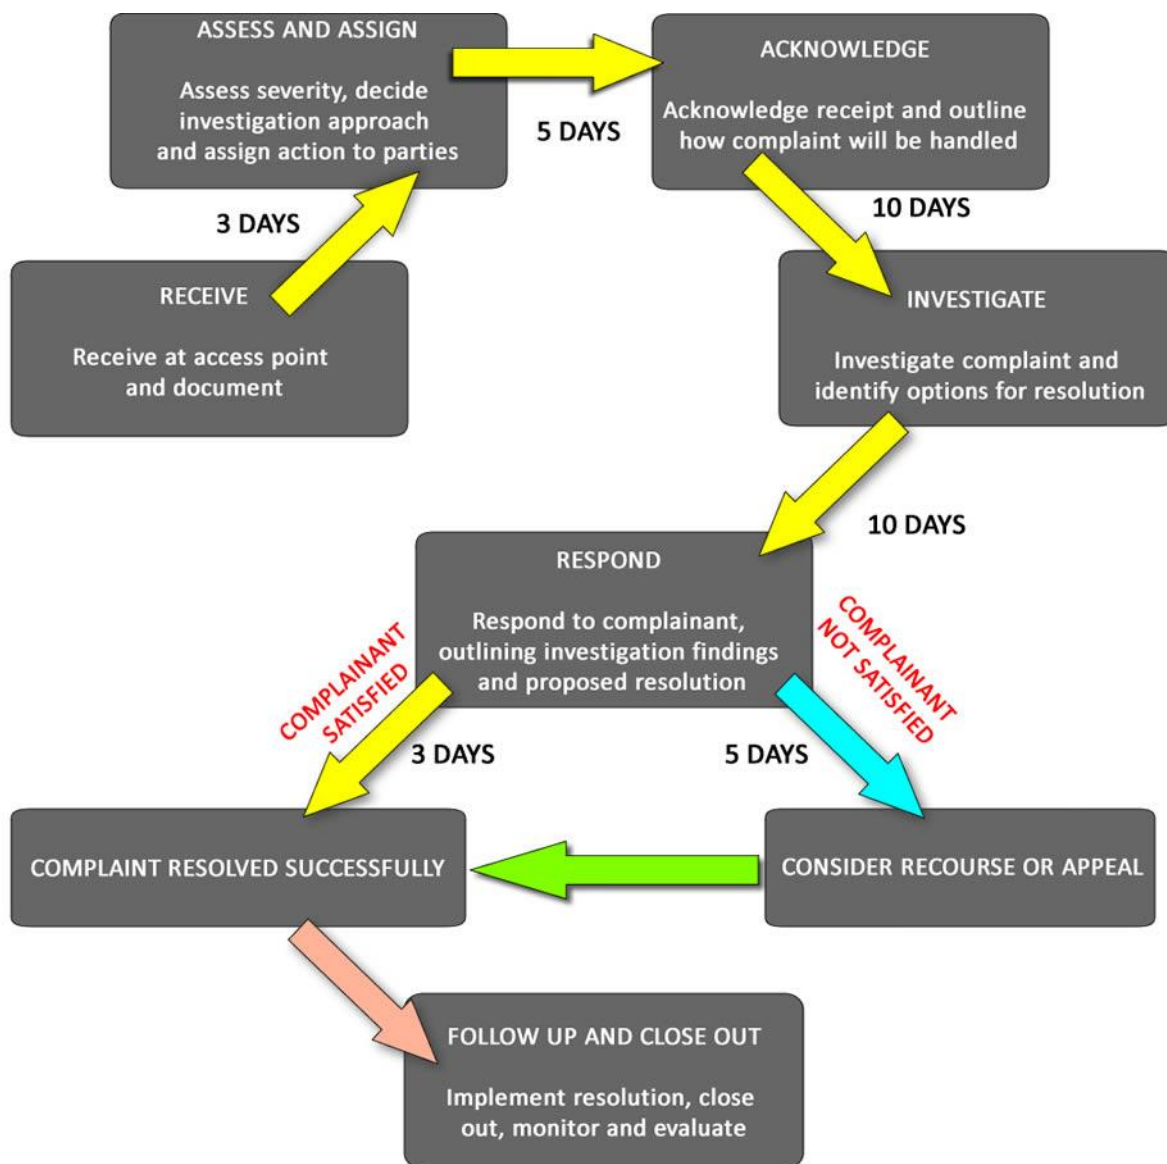 ASSESS AND ASSIGN
Assess severity, decide
investigation approach
and assign action to parties
5 DAYS
ACKNOWLEDGE
Acknowledge receipt and outline
how complaint will be handled
3 DAYS
10 DAYS
RECEIVE
Receive at access point
and document
INVESTIGATE
Investigate complaint and
identify options for resolution
10 DAYS
RESPOND
Respond to complainant,
outlining investigation findings
and proposed resolution
COMPLAINANT
SATISFIED
3 DAYS
COMPLAINANT
NOT SATISFIED
5 DAYS
COMPLAINT RESOLVED SUCCESSFULLY
CONSIDER RECOURSE OR APPEAL
FOLLOW UP AND CLOSE OUT
Implement resolution, close
out, monitor and evaluate